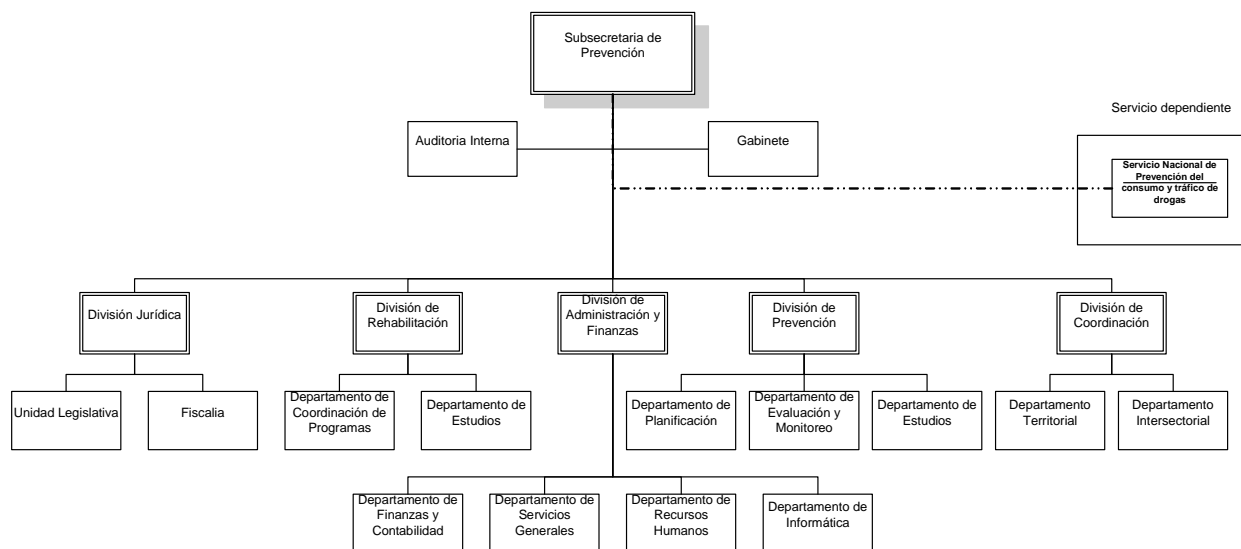 Subsecretaria de
Prevención
Servicio dependiente
Auditoria Interna
Gabinete
Servicio Nacional de
Prevención del
consumo y tráfico de
drogas
División Jurídica
División de
Rehabilitación
División de
Administración y
Finanzas
División de
Prevención
División de
Coordinación
Unidad Legislativa
Fiscalia
Departamento de
Coordinación de
Programas
Departamento de
Estudios
Departamento de
Planificación
Departamento de
Evaluación y
Monitoreo
Departamento de
Estudios
Departamento
Territorial
Departamento
Intersectorial
Departamento de
Finanzas y
Contabilidad
Departamento de
Servicios
Generales
Departamento de
Recursos
Humanos
Departamento de
Informática